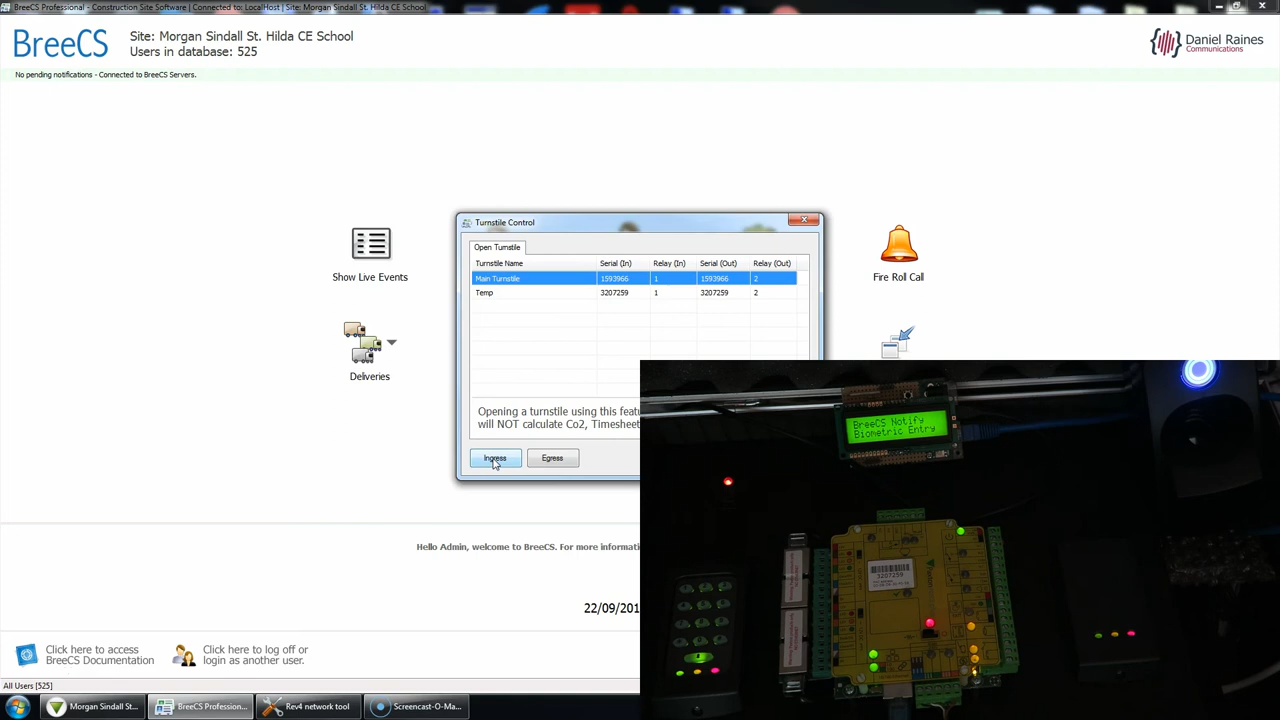 BreeCS Professional - Construction Site Software | Connected to: LocalHost | Site: Morgan Sindall St. Hilda CE School
BreeCS
Site: Morgan Sindall St. Hilda CE School
Users in database: 525
Daniel Raines
Communications
No pending notifications - Connected to BreeCS Servers.
Turnstile Control
Open Turnstile
Turnstile Name Serial (In) Relay (In) Serial (Out) Relay (Out)
Main Turnstile 1593966 1 1593966 2
Temp 3207259 1 3207259 2
Show Live Events
Fire Roll Call
Deliveries
Opening a turnstile using this feat
will NOT calculate Co2, Timeshee
Ingress Egress
BreeCS Notify
Biometric Entry
3207259
Hello Admin, welcome to BreeCS. For more informati
22/09/201
Click here to access
BreeCS Documentation
Click here to log off or
login as another user.
All Users [525]
Morgan Sindall St...
BreeCS Profession...
Rev4 network tool
Screencast-O-Ma...